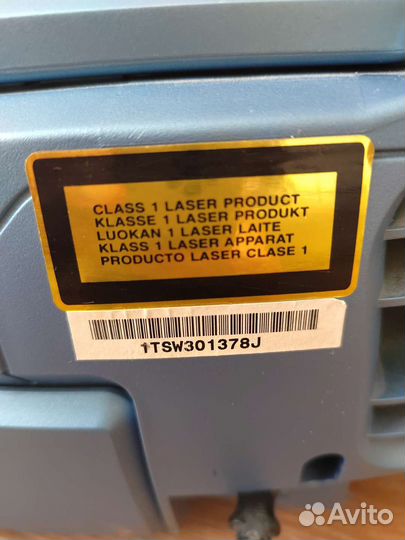 CLASS 1 LASER PRODUCT
KLASSE 1 LASER PRODUKT
LUOKAN 1 LASER LAITE
KLASS 1 LASER APPARAT
PRODUCTO LASER CLASE 1
1TSW301378J
Avito